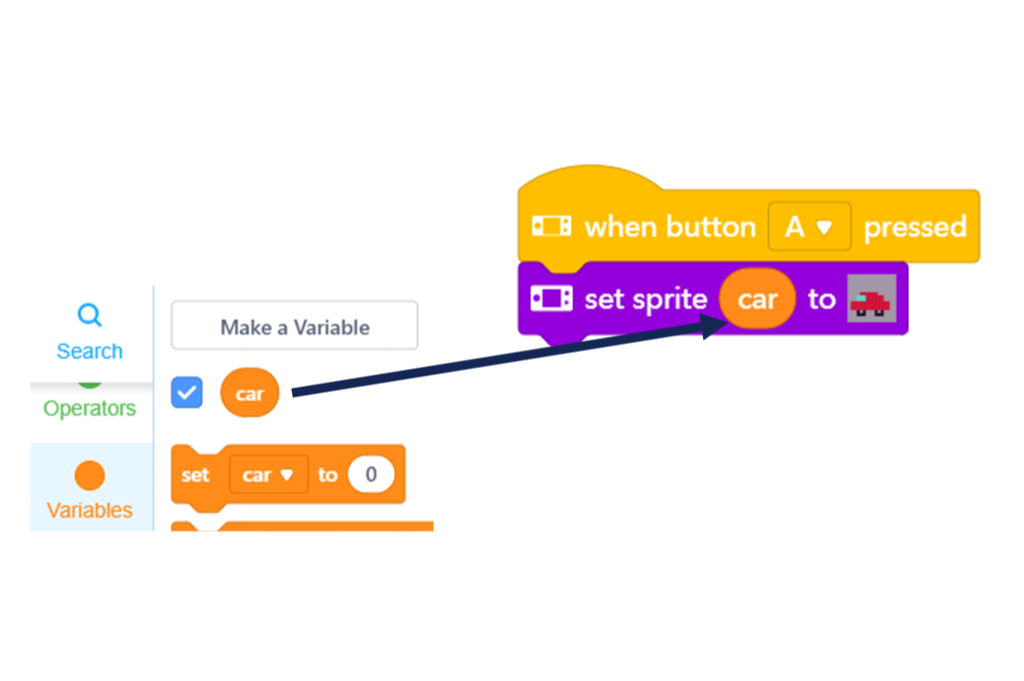 when button A pressed
set sprite car to
Search
Make a Variable
Operators
car
set car to 0
Variables